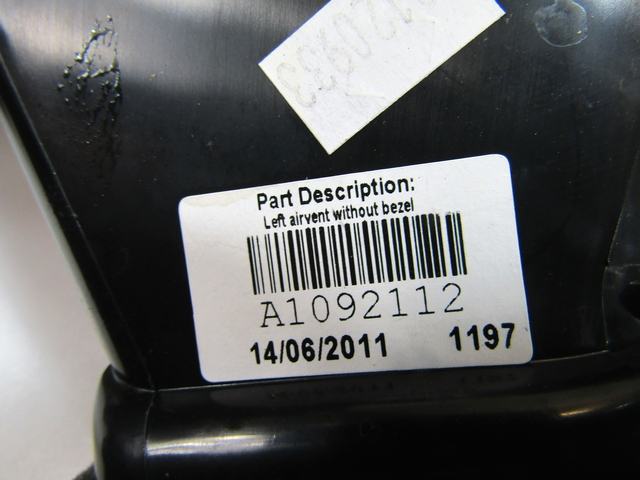 Part Description:
Left airvent without bezel
A1092112
14/06/2011 1197